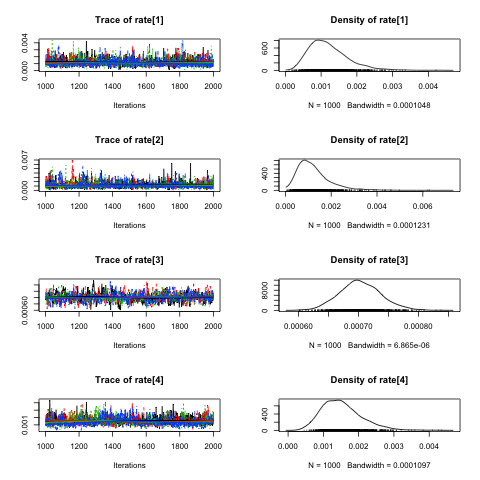 Trace of rate[1]
0.000 0.004
1000 1200 1400 1600 1800 2000
Iterations
Density of rate[1]
0 600
0.000 0.001 0.002 0.003 0.004
N = 1000 Bandwidth = 0.0001048
Trace of rate[2]
0.000 0.007
1000 1200 1400 1600 1800 2000
Iterations
Density of rate[2]
0 400
0.000 0.002 0.004 0.006
N = 1000 Bandwidth = 0.0001231
Trace of rate[3]
0.00060
1000 1200 1400 1600 1800 2000
Iterations
Density of rate[3]
0 8000
0.00060 0.00070 0.00080
N = 1000 Bandwidth = 6.865e-06
Trace of rate[4]
0.001
1000 1200 1400 1600 1800 2000
Iterations
Density of rate[4]
0 400
0.000 0.001 0.002 0.003 0.004
N = 1000 Bandwidth = 0.0001097